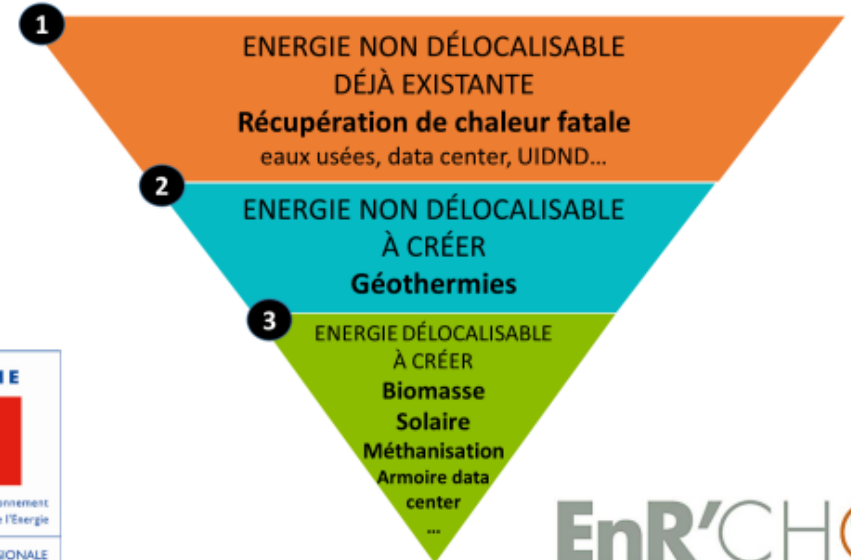 1
ENERGIE NON DÉLOCALISABLE
DÉJÀ EXISTANTE
Récupération de chaleur fatale
eaux usées, data center, UIDND...
2
ENERGIE NON DÉLOCALISABLE
À CRÉER
Géothermies
3
ENERGIE DÉLOCALISABLE
À CRÉER
Biomasse
Solaire
Méthanisation
Armoire data
center
...
l'Energie
EnR'CH